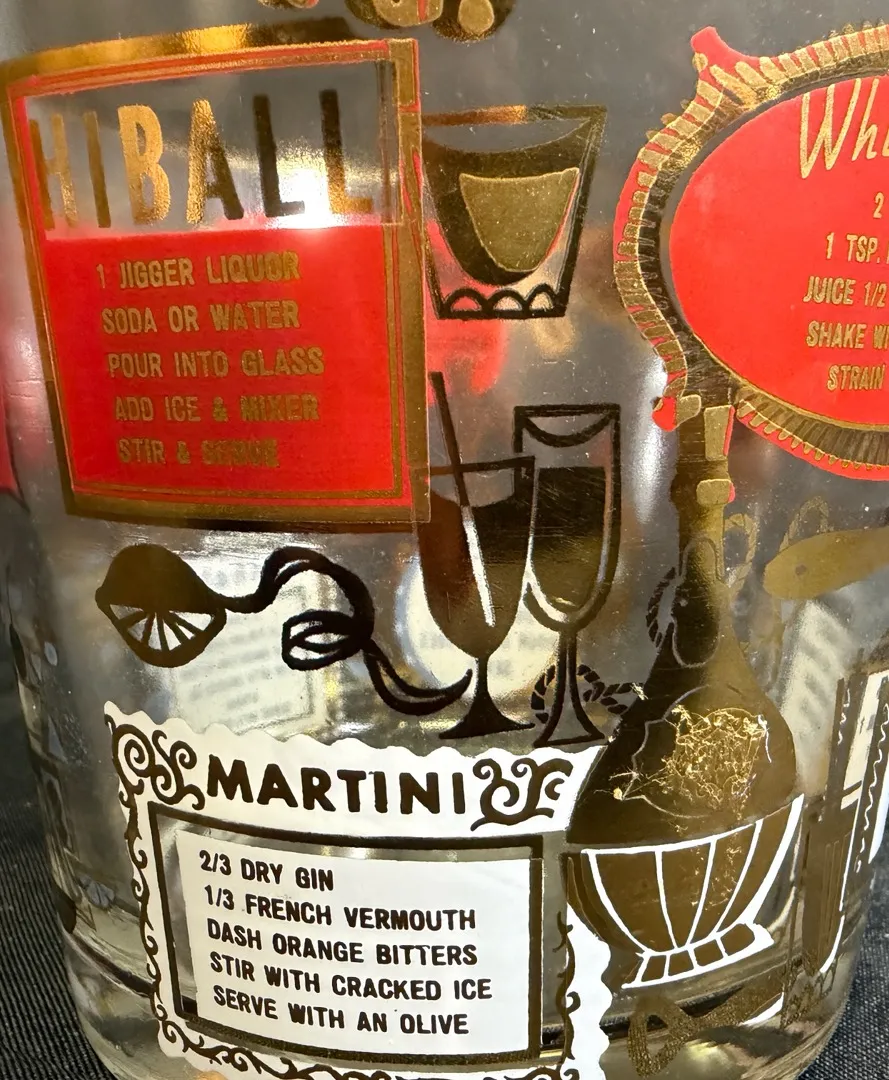 HIBALL
1 JIGGER LIQUOR
SODA OR WATER
POUR INTO GLASS
ADD ICE & MIXER
STIR &
2
1 TSP.
JUICE 1/2
SHAKE
STRAIN
MARTINI
2/3 DRY GIN
1/3 FRENCH VERMOUTH
DASH ORANGE BITTERS
STIR WITH CRACKED ICE
SERVE WITH AN OLIVE